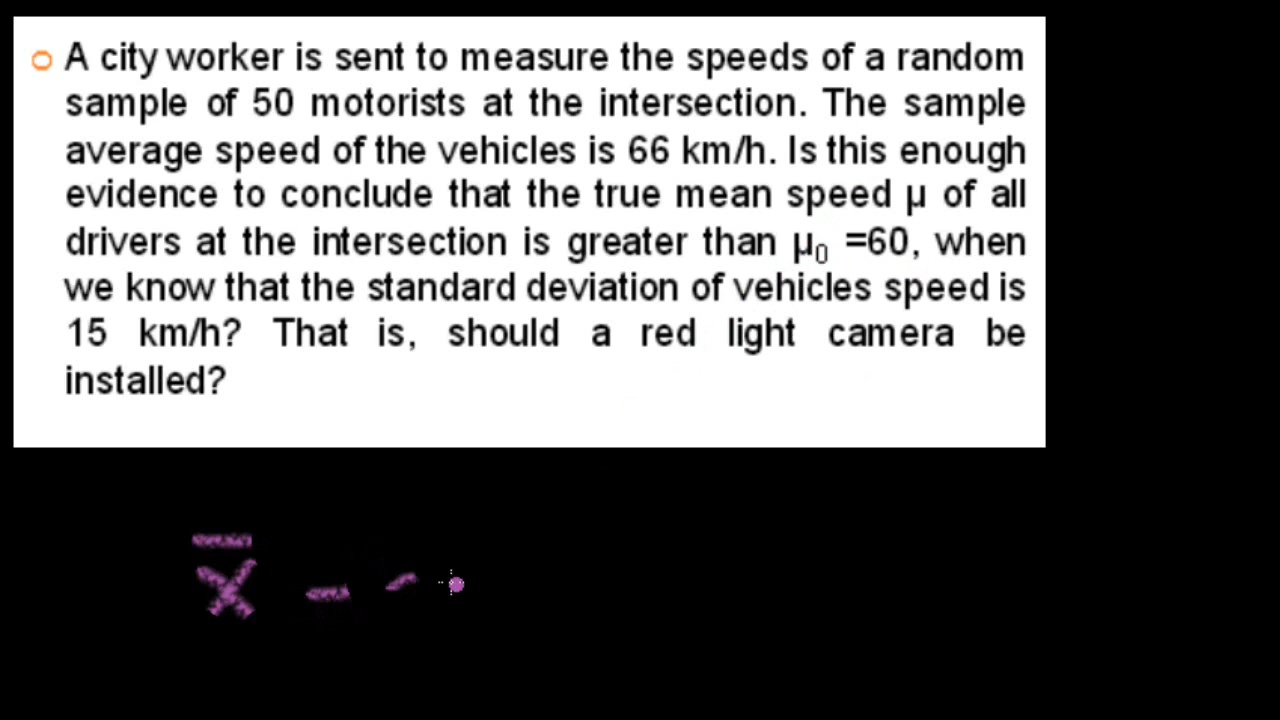 A city worker is sent to measure the speeds of a random
sample of 50 motorists at the intersection. The sample
average speed of the vehicles is 66 km/h. Is this enough
evidence to conclude that the true mean speed μ of all
drivers at the intersection is greater than μ₀ =60, when
we know that the standard deviation of vehicles speed is
15 km/h? That is, should a red light camera be
installed?
x̄ -